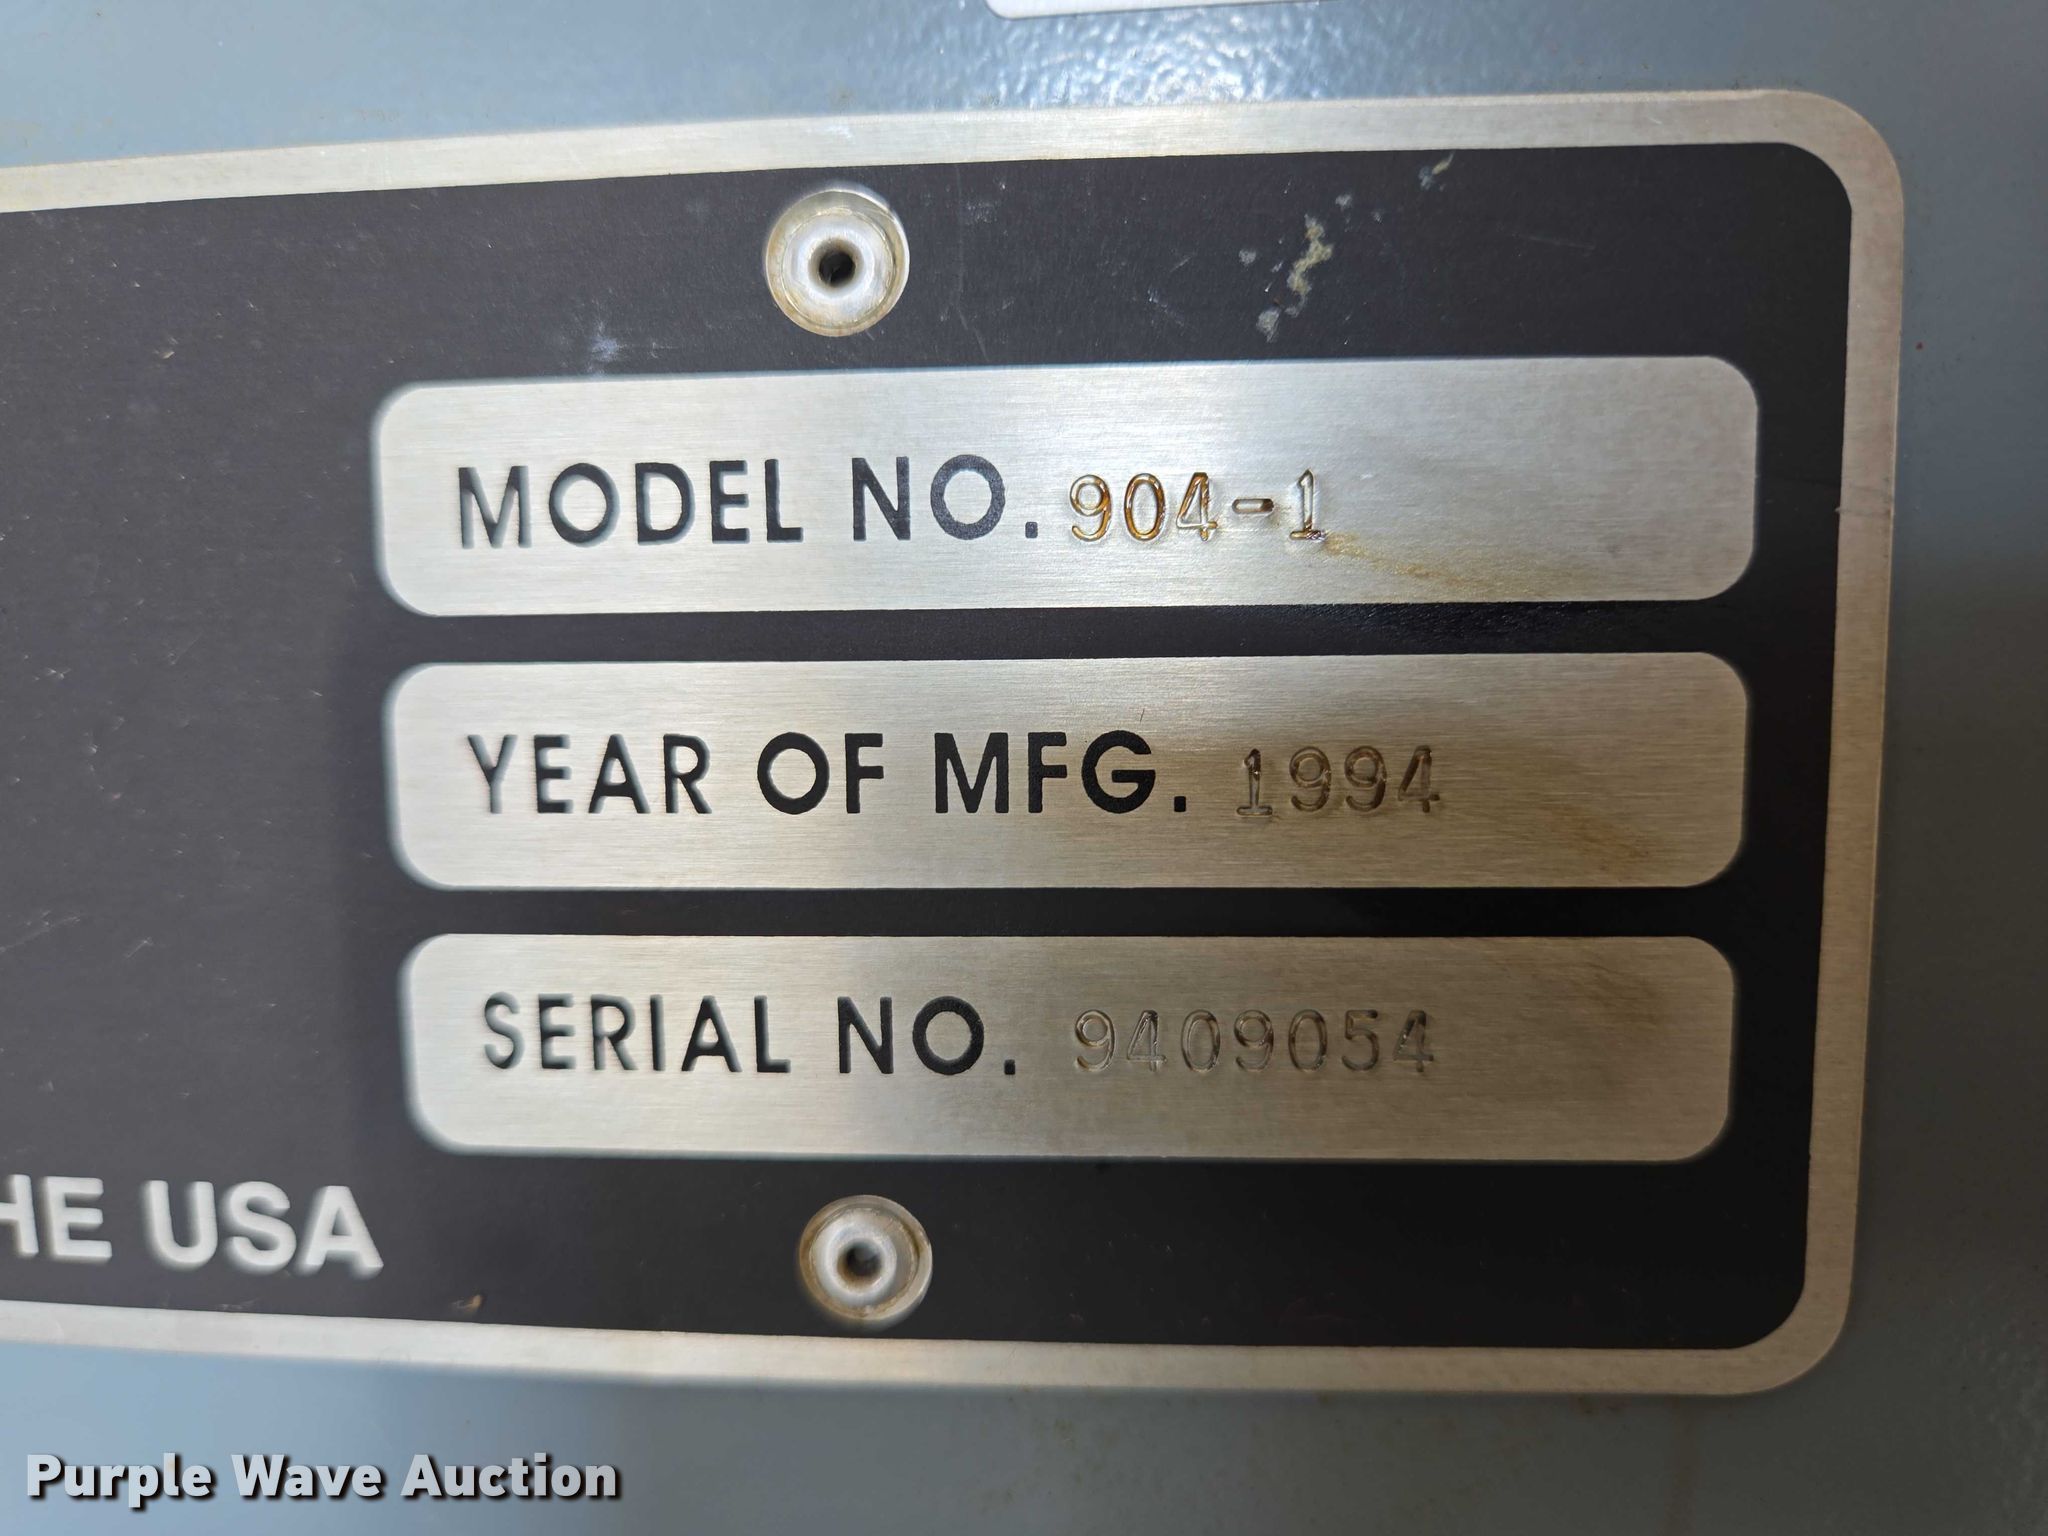 MODEL NO. 904-1
YEAR OF MFG. 1994
SERIAL NO. 9409054
HE USA
Purple Wave Auction